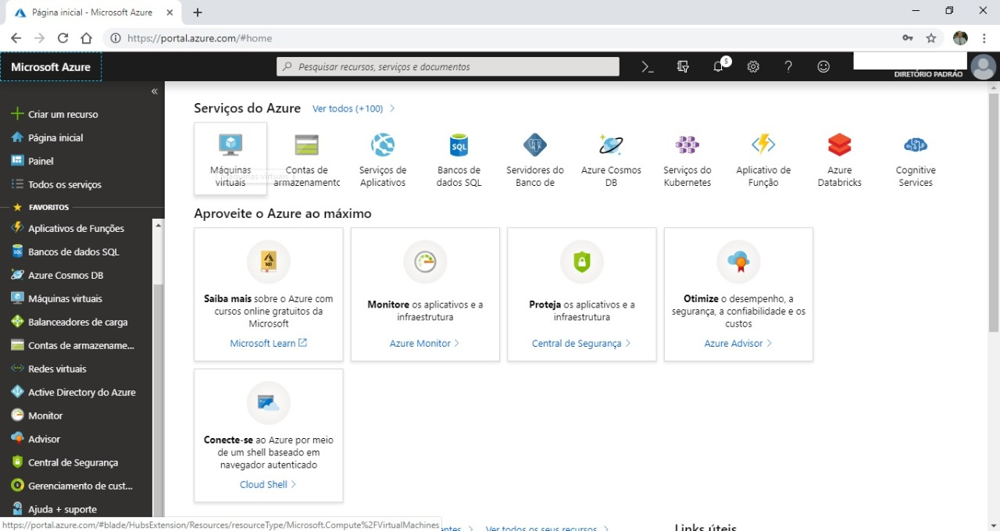 Página inicial - Microsoft Azure
https://portal.azure.com/#home
Microsoft Azure
Pesquisar recursos, serviços e documentos
5
DIRETÓRIO PADRÃO
Criar um recurso
Página inicial
Painel
Todos os serviços
FAVORITOS
Aplicativos de Funções
Bancos de dados SQL
Azure Cosmos DB
Máquinas virtuais
Balanceadores de carga
Contas de armazename...
Redes virtuais
Active Directory do Azure
Monitor
Advisor
Central de Segurança
Gerenciamento de cust...
Ajuda + suporte
Serviços do Azure
Ver todos (+100)
Máquinas
virtuais
Contas de
armazenamento
Serviços de
Aplicativos
SQL
Bancos de
dados SQL
Servidores do
Banco de
Azure Cosmos
DB
Serviços do
Kubernetes
Aplicativo de
Função
Azure
Databricks
Cognitive
Services
Máquinas virtuais
Aproveite o Azure ao máximo
Saiba mais sobre o Azure com
cursos online gratuitos da
Microsoft
Microsoft Learn
Monitore os aplicativos e a
infraestrutura
Azure Monitor
Proteja os aplicativos e a
infraestrutura
Central de Segurança
Otimize o desempenho, a
segurança, a confiabilidade e os
custos
Azure Advisor
Conecte-se ao Azure por meio
de um shell baseado em
navegador autenticado
Cloud Shell
Ver todos os seus recursos
Links úteis
https://portal.azure.com/#blade/HubsExtension/Resources/resourceType/Microsoft.Compute%2FVirtualMachines